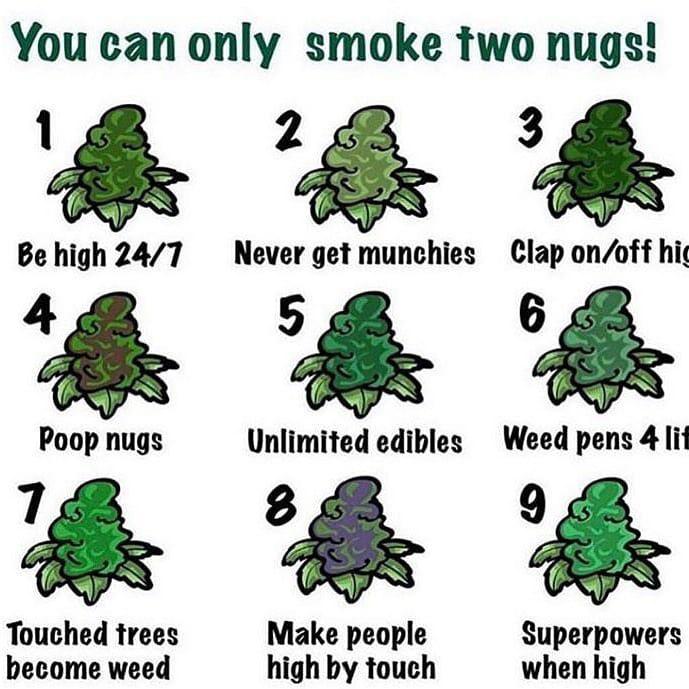 You can only smoke two nugs!
1
2
3
Be high 24/7
Never get munchies
Clap on/off
4
5
6
Poop nugs
Unlimited edibles
Weed pens 4
7
8
9
Touched trees
become weed
Make people
high by touch
Superpowers
when high